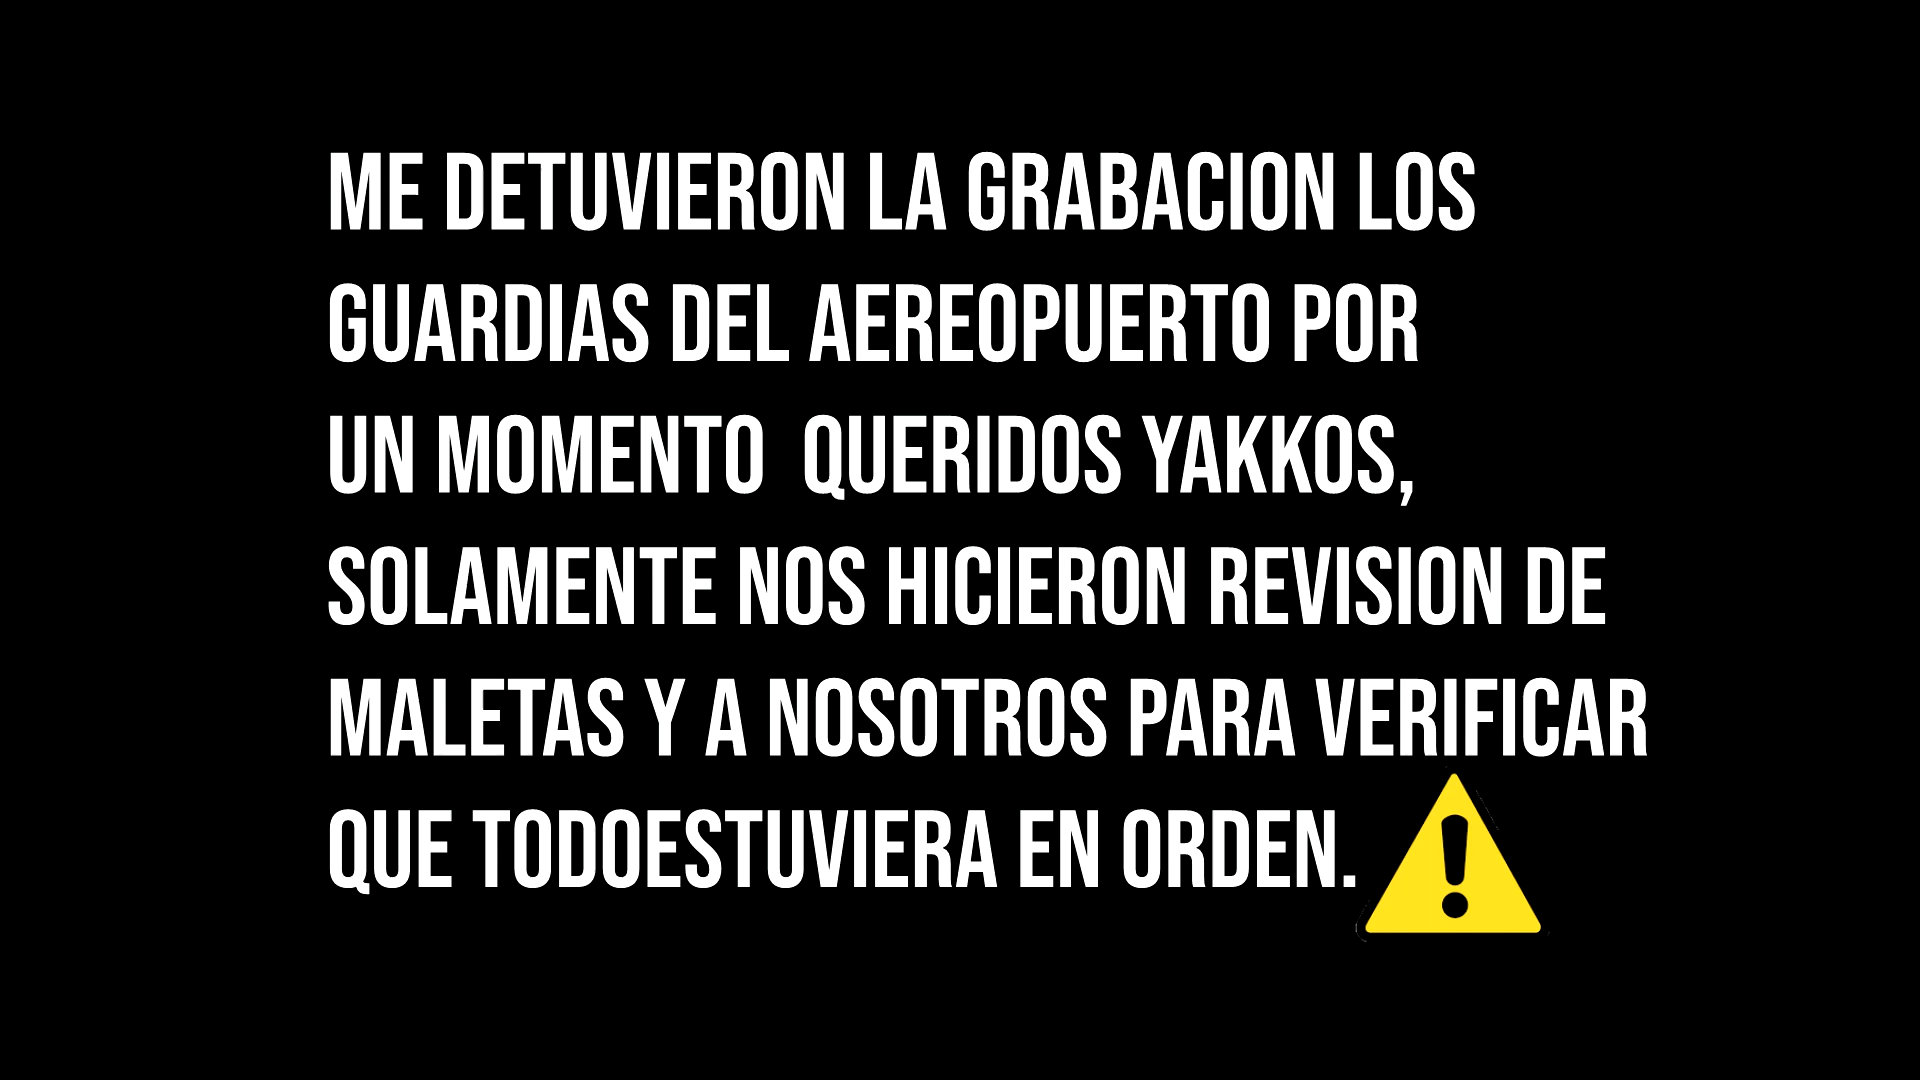 ME DETUVIERON LA GRABACION LOS
GUARDIAS DEL AEREOPUERTO POR
UN MOMENTO  QUERIDOS YAKKOS,
SOLAMENTE NOS HICIERON REVISION DE
MALETAS Y A NOSOTROS PARA VERIFICAR
QUE TODOESTUVIERA EN ORDEN.